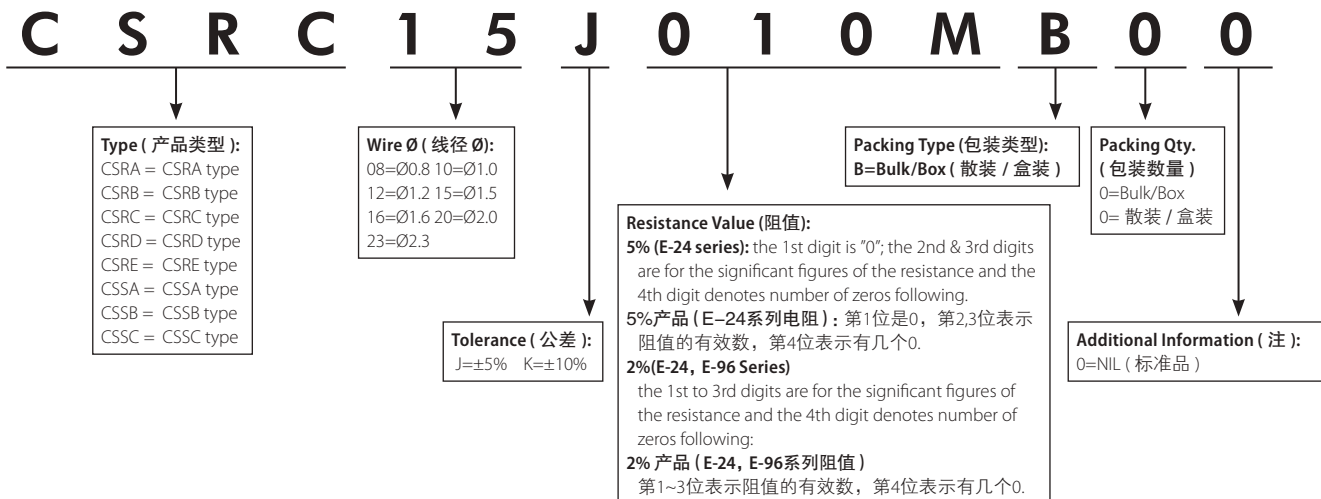 C S R C 1 5 J 0 1 0 M B 0 0
Type ( 产品类型 ):
CSRA = CSRA type
CSRB = CSRB type
CSRC = CSRC type
CSRD = CSRD type
CSRE = CSRE type
CSSA = CSSA type
CSSB = CSSB type
CSSC = CSSC type
Wire Ø ( 线径 Ø):
08=Ø0.8 10=Ø1.0
12=Ø1.2 15=Ø1.5
16=Ø1.6 20=Ø2.0
23=Ø2.3
Tolerance ( 公差 ):
J=±5% K=±10%
Resistance Value (阻值):
5% (E-24 series): the 1st digit is "0"; the 2nd & 3rd digits
are for the significant figures of the resistance and the
4th digit denotes number of zeros following.
5%产品 ( E-24系列电阻 ) : 第1位是0，第2,3位表示
阻值的有效数，第4位表示有几个0.
2%(E-24, E-96 Series)
the 1st to 3rd digits are for the significant figures of
the resistance and the 4th digit denotes number of
zeros following:
2% 产品 ( E-24, E-96系列阻值 )
第1~3位表示阻值的有效数，第4位表示有几个0.
Packing Type (包装类型):
B=Bulk/Box ( 散装 / 盒装 )
Packing Qty.
( 包装数量 )
0=Bulk/Box
0= 散装 / 盒装
Additional Information ( 注 ):
0=NIL ( 标准品 )